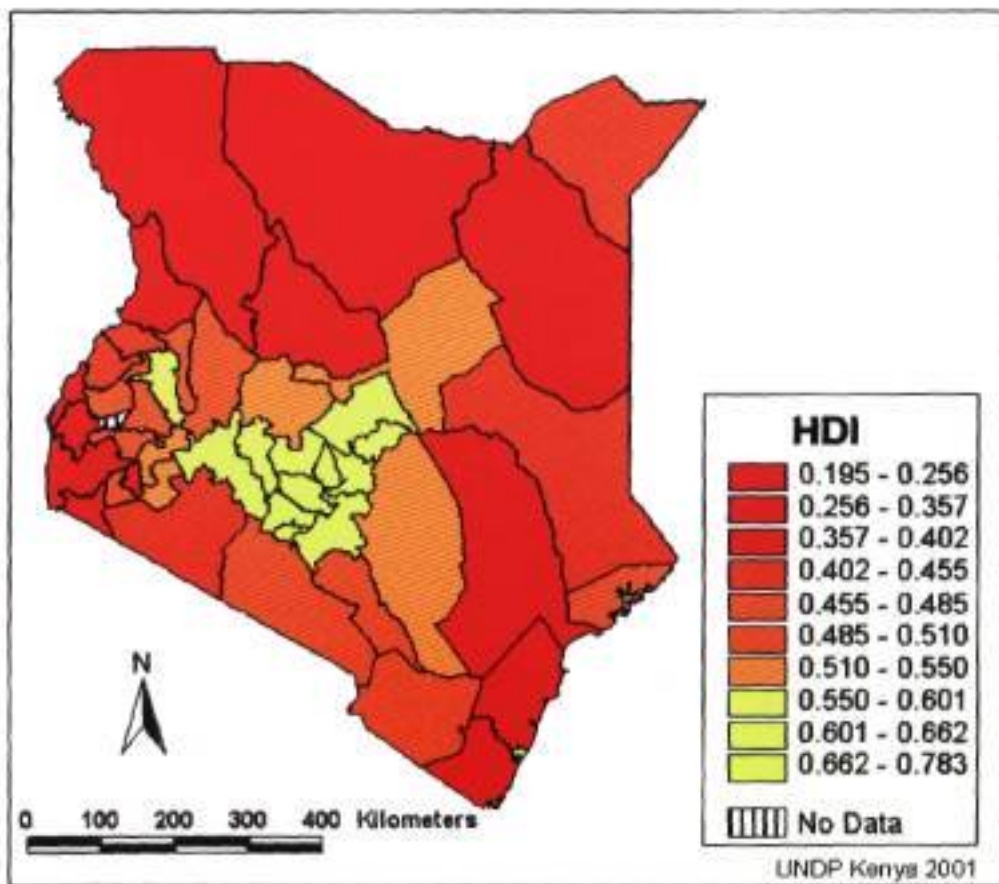 HDI
0.195 - 0.256
0.256 - 0.357
0.357 - 0.402
0.402 - 0.455
0.455 - 0.485
0.485 - 0.510
0.510 - 0.550
0.550 - 0.601
0.601 - 0.662
0.662 - 0.783
No Data
N
0 100 200 300 400 Kilometers
UNDP Kenya 2001